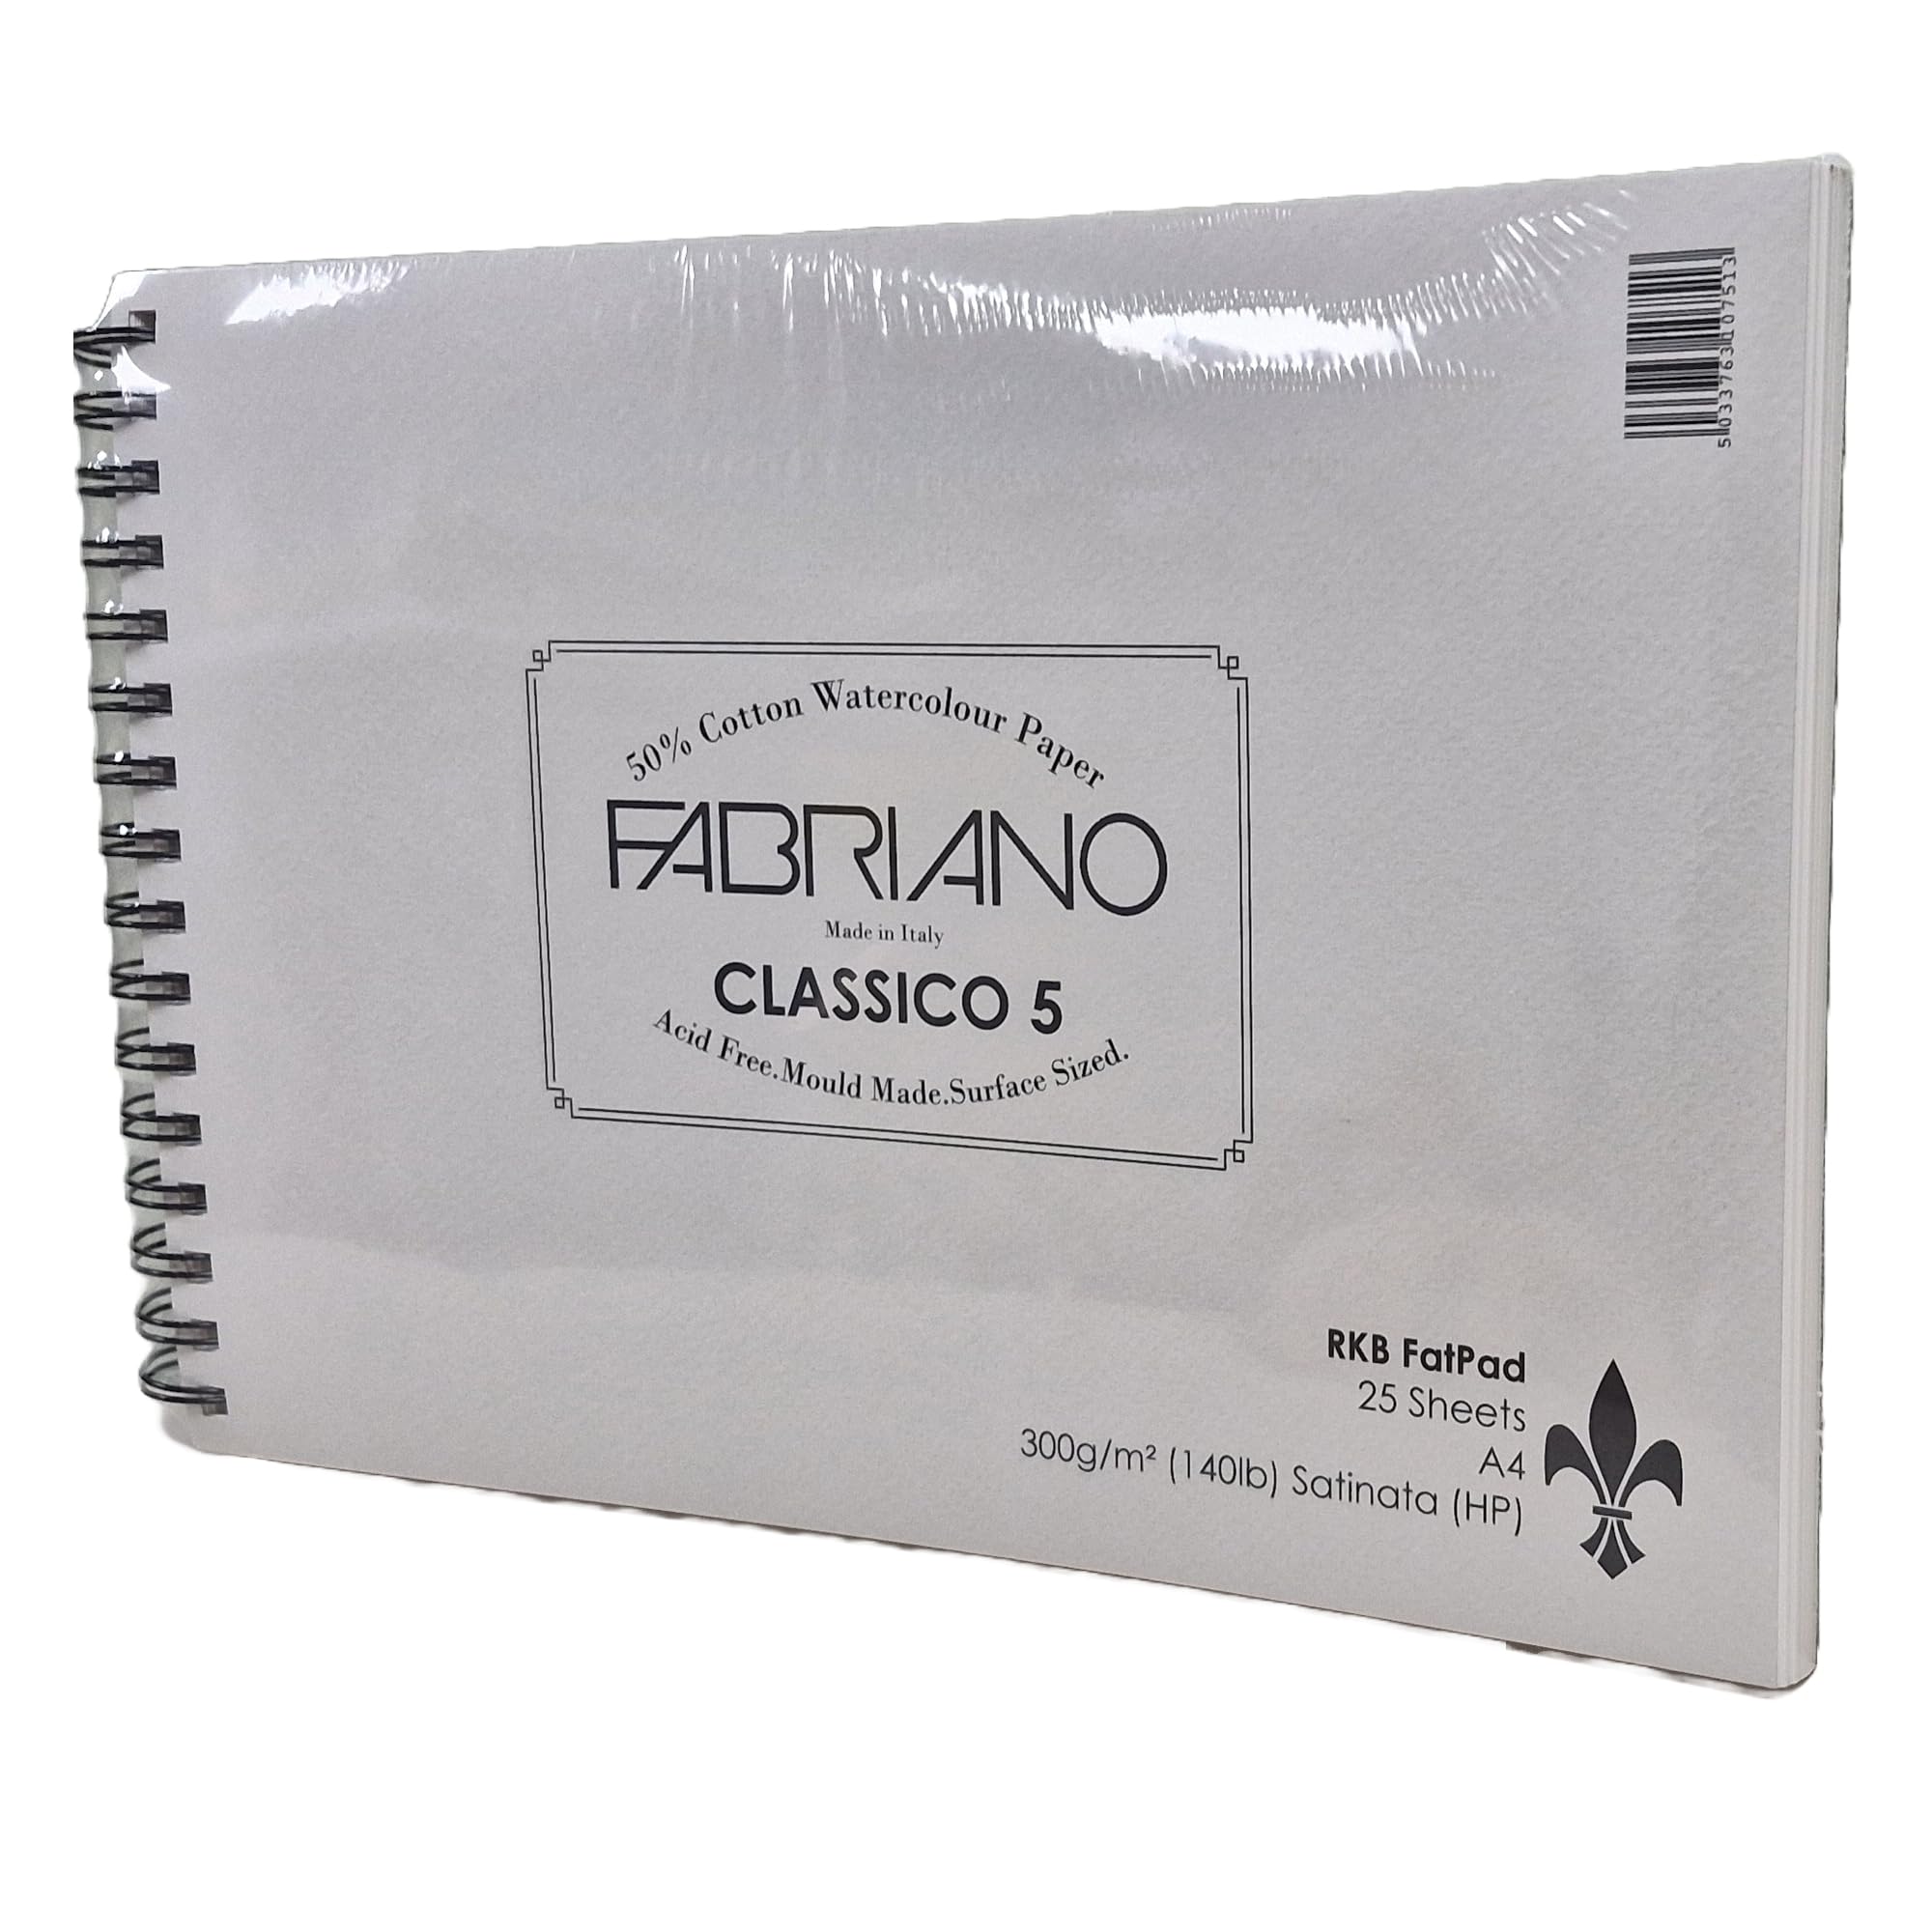 5033763107513
50% Cotton Watercolour Paper
FABRIANO
Made in Italy
CLASSICO 5
Acid Free.Mould Made.Surface Sized.
RKB FatPad
25 Sheets
A4
300g/m² (140lb) Satinata (HP)